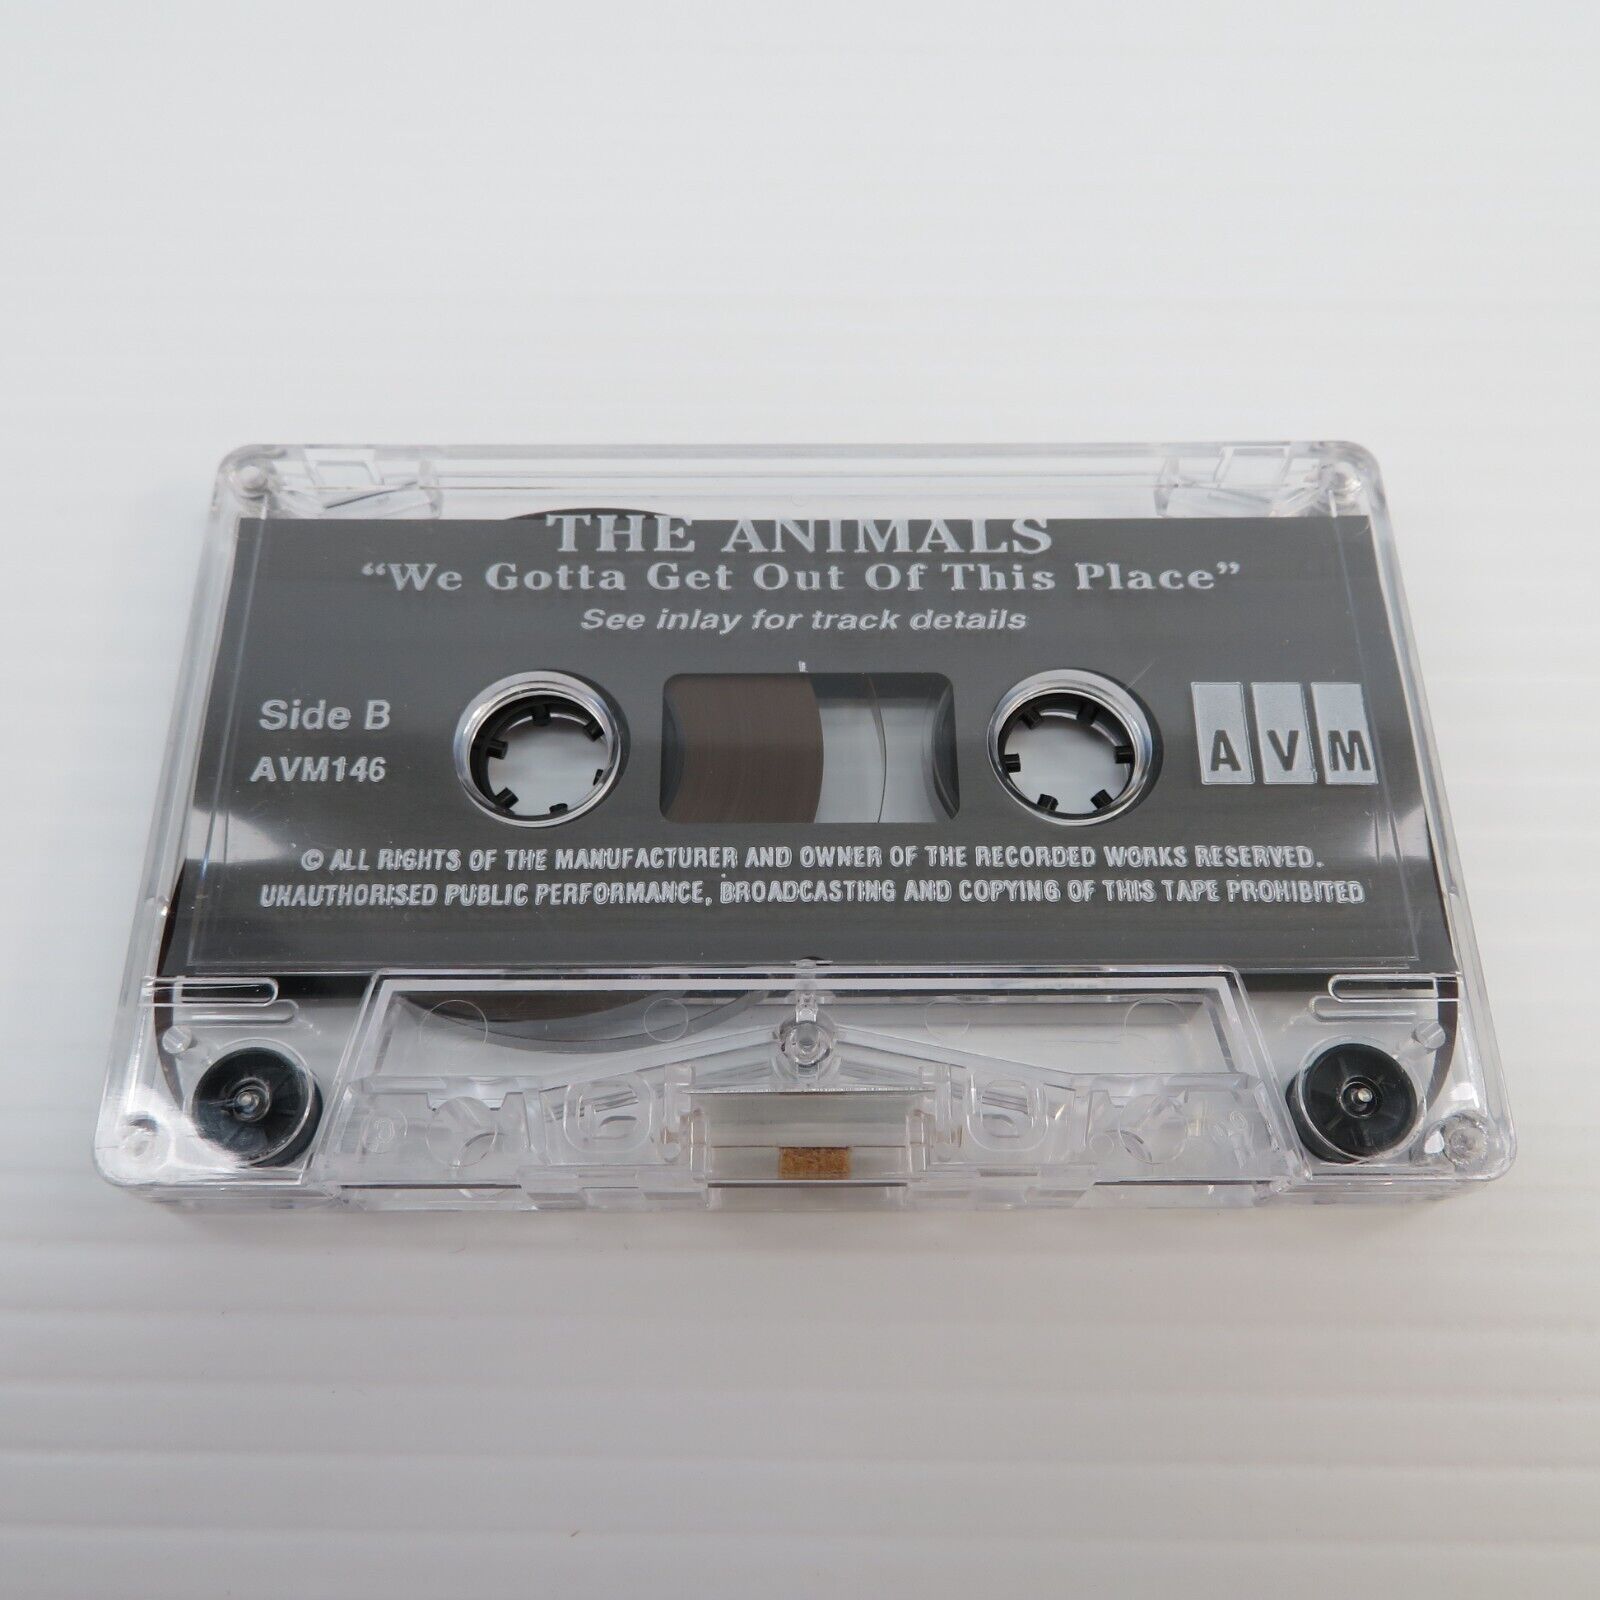 THE ANIMALS
“We Gotta Get Out Of This Place”
See inlay for track details
Side B
AVM146
A V M
© ALL RIGHTS OF THE MANUFACTURER AND OWNER OF THE RECORDED WORKS RESERVED.
UNAUTHORISED PUBLIC PERFORMANCE, BROADCASTING AND COPYING OF THIS TAPE PROHIBITED